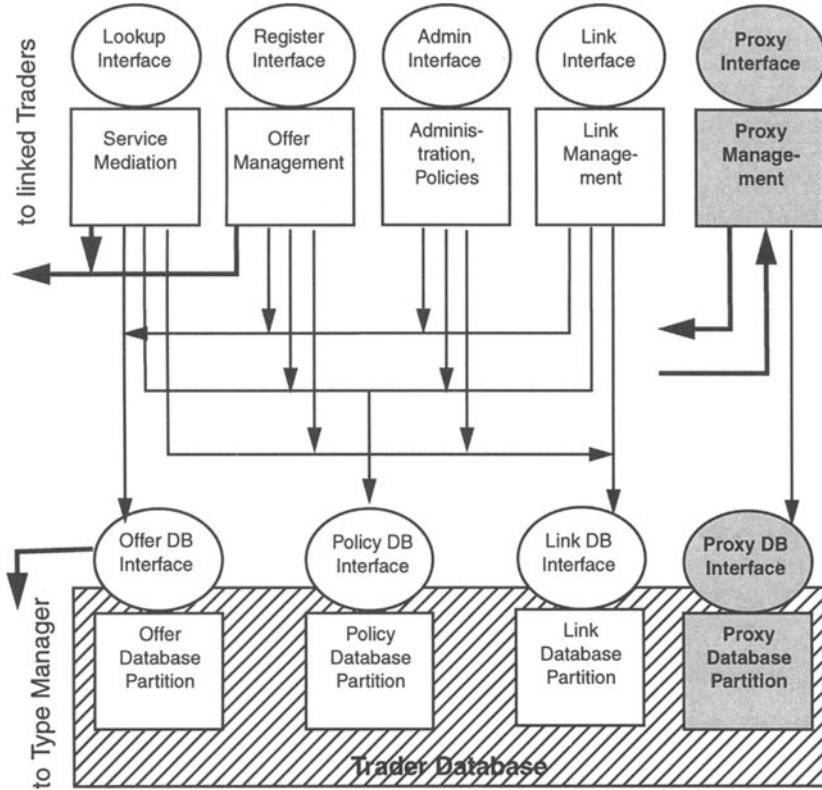 to linked Traders
Lookup
Interface
Register
Interface
Admin
Interface
Link
Interface
Proxy
Interface
Service
Mediation
Offer
Management
Adminis-
tration,
Policies
Link
Manage-
ment
Proxy
Manage-
ment
to Type Manager
Offer DB
Interface
Policy DB
Interface
Link DB
Interface
Proxy DB
Interface
Offer
Database
Partition
Policy
Database
Partition
Link
Database
Partition
Proxy
Database
Partition
Trader Database